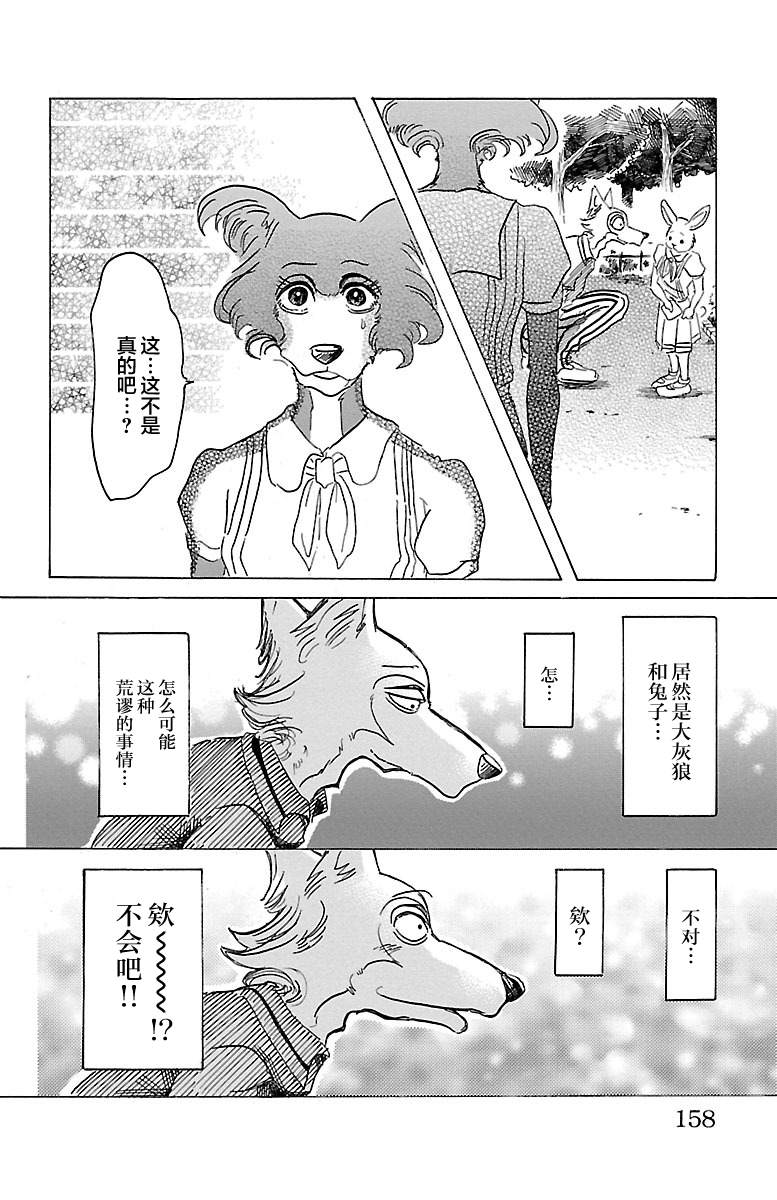 这…这不是
真的吧…?
居然是大灰狼
和兔子…
怎…
怎么可能
这种
荒谬的事情…
不对…
欸?
欸~~~~~!?
不会吧!!
158